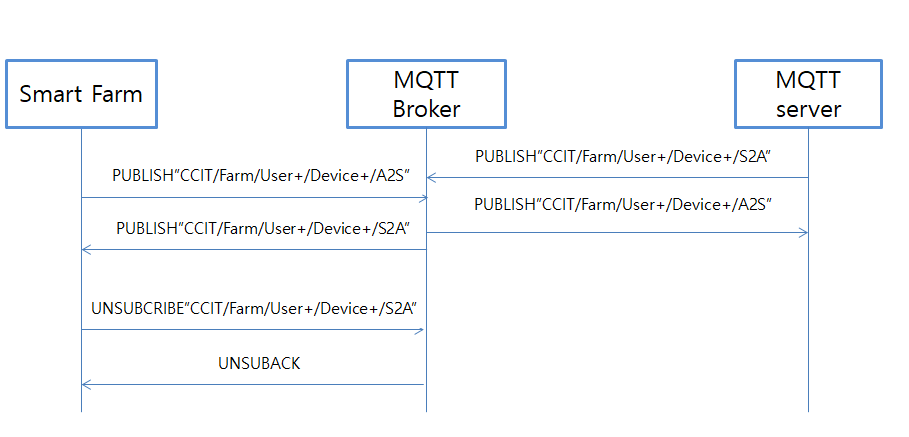 Smart Farm
MQTT
Broker
MQTT
server
PUBLISH“CCIT/Farm/User+/Device+/S2A”
PUBLISH“CCIT/Farm/User+/Device+/A2S”
PUBLISH“CCIT/Farm/User+/Device+/A2S”
PUBLISH“CCIT/Farm/User+/Device+/S2A”
UNSUBCRIBE“CCIT/Farm/User+/Device+/S2A”
UNSUBACK